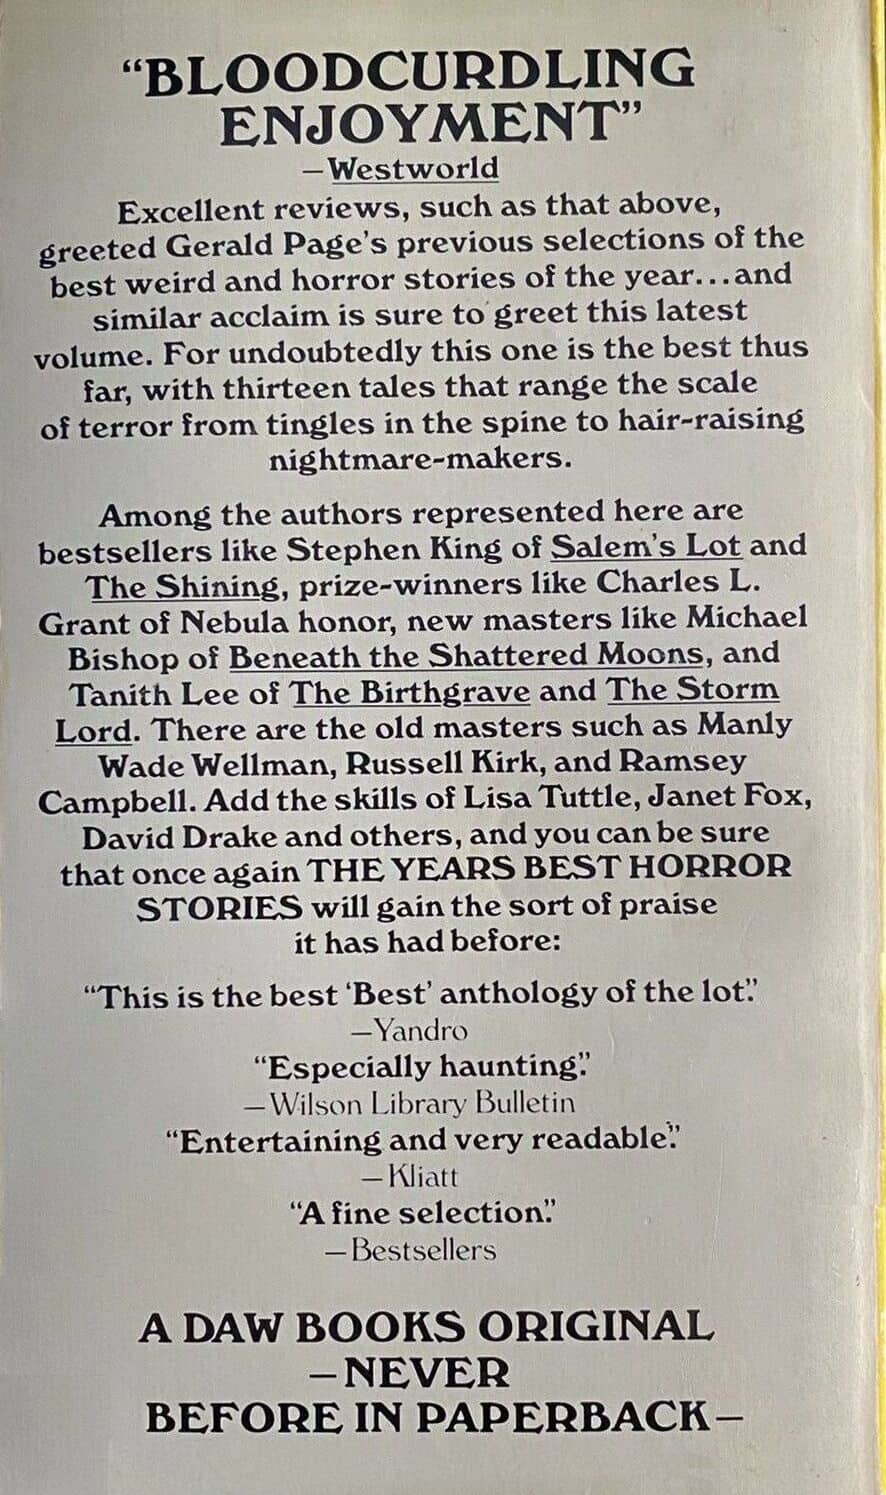 “BLOODCURDLING
ENJOYMENT”
—Westworld
Excellent reviews, such as that above,
greeted Gerald Page's previous selections of the
best weird and horror stories of the year...and
similar acclaim is sure to greet this latest
volume. For undoubtedly this one is the best thus
far, with thirteen tales that range the scale
of terror from tingles in the spine to hair-raising
nightmare-makers.
Among the authors represented here are
bestsellers like Stephen King of Salem's Lot and
The Shining, prize-winners like Charles L.
Grant of Nebula honor, new masters like Michael
Bishop of Beneath the Shattered Moons, and
Tanith Lee of The Birthgrave and The Storm
Lord. There are the old masters such as Manly
Wade Wellman, Russell Kirk, and Ramsey
Campbell. Add the skills of Lisa Tuttle, Janet Fox,
David Drake and others, and you can be sure
that once again THE YEARS BEST HORROR
STORIES will gain the sort of praise
it has had before:
“This is the best ‘Best’ anthology of the lot.”
—Yandro
“Especially haunting.”
—Wilson Library Bulletin
“Entertaining and very readable.”
—Kliatt
“A fine selection.”
—Bestsellers
A DAW BOOKS ORIGINAL
—NEVER
BEFORE IN PAPERBACK—